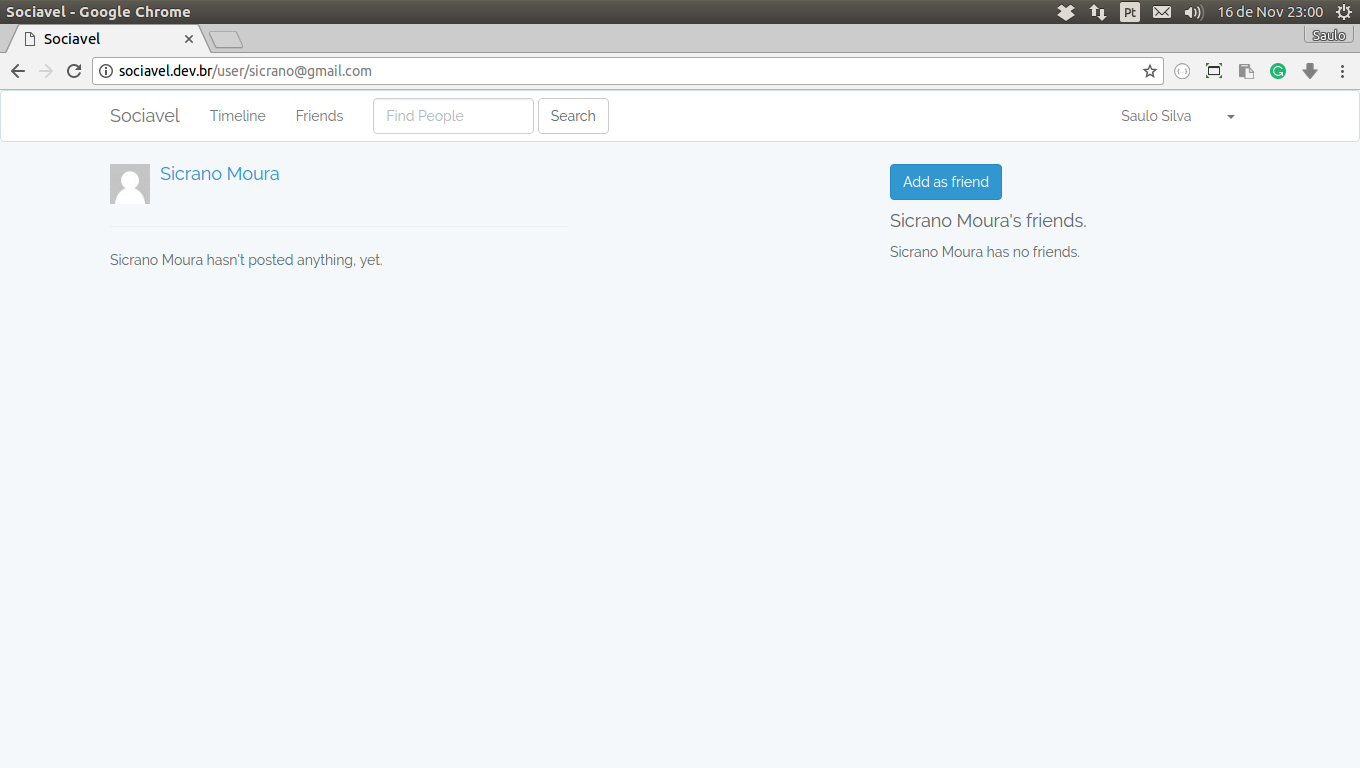 Sociavel - Google Chrome
Pt
16 de Nov 23:00
Sociavel
Saulo
sociavel.dev.br/user/sicrano@gmail.com
Sociavel Timeline Friends Find People Search Saulo Silva
Sicrano Moura
Add as friend
Sicrano Moura's friends.
Sicrano Moura has no friends.
Sicrano Moura hasn't posted anything, yet.